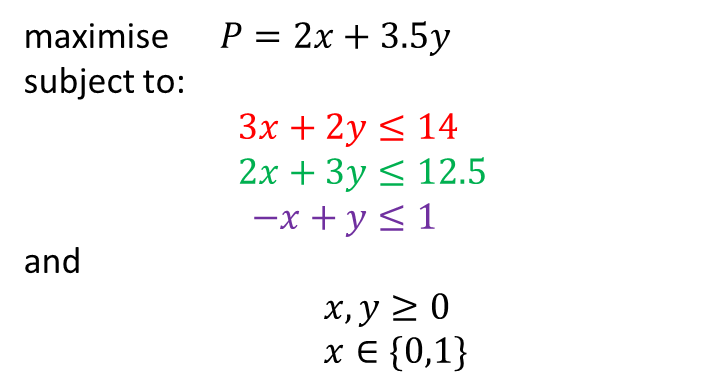 maximise P = 2x + 3.5y
subject to:
3x + 2y ≤ 14
2x + 3y ≤ 12.5
−x + y ≤ 1
and
x, y ≥ 0
x ∈ {0,1}